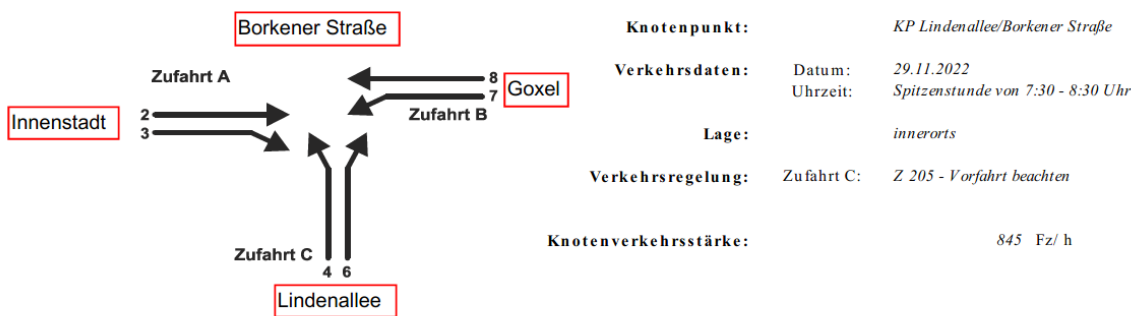 Borkener Straße
Zufahrt A
8
7
Goxel
Zufahrt B
Innenstadt
2
3
Zufahrt C
4 6
Lindenallee
Knotenpunkt: KP Lindenallee/Borkener Straße
Verkehrsdaten: Datum: 29.11.2022
Uhrzeit: Spitzenstunde von 7:30 - 8:30 Uhr
Lage: innerorts
Verkehrsregelung: Zufahrt C: Z 205 - Vorfahrt beachten
Knotenverkehrsstärke: 845 Fz/ h